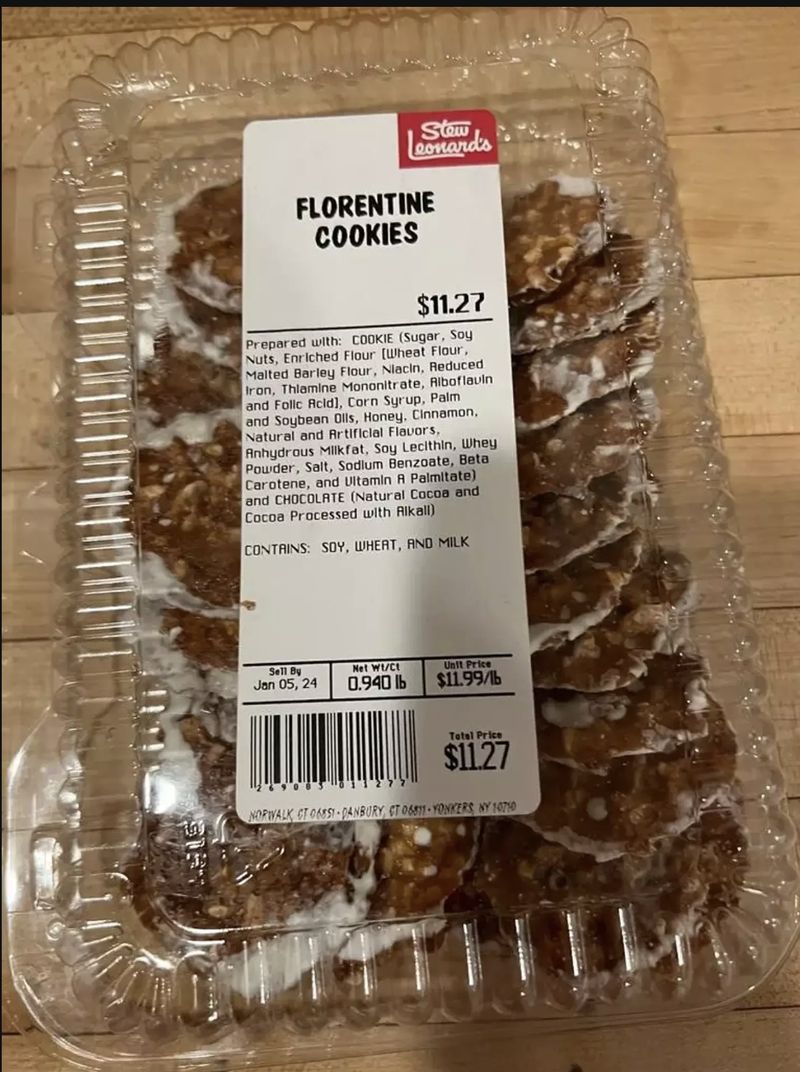 Stew
Leonard's
FLORENTINE
COOKIES
$11.27
Prepared with: COOKIE (Sugar, Soy
Nuts, Enriched Flour [Wheat Flour,
Malted Barley Flour, Niacin, Reduced
Iron, Thiamine Mononitrate, Riboflavin
and Folic Acid], Corn Syrup, Palm
and Soybean Oils, Honey, Cinnamon,
Natural and Artificial Flavors,
Anhydrous Milkfat, Soy Lecithin, Whey
Powder, Salt, Sodium Benzoate, Beta
Carotene, and Vitamin A Palmitate)
and CHOCOLATE (Natural Cocoa and
Cocoa Processed with Alkali)
CONTAINS: SOY, WHEAT, AND MILK
Sell By Net Wt/Ct Unit Price
Jan 05, 24 0.940 lb $11.99/lb
Total Price
$11.27
2 69083 011277
NORWALK, CT 06851 • DANBURY, CT 06811 • YONKERS, NY 10710